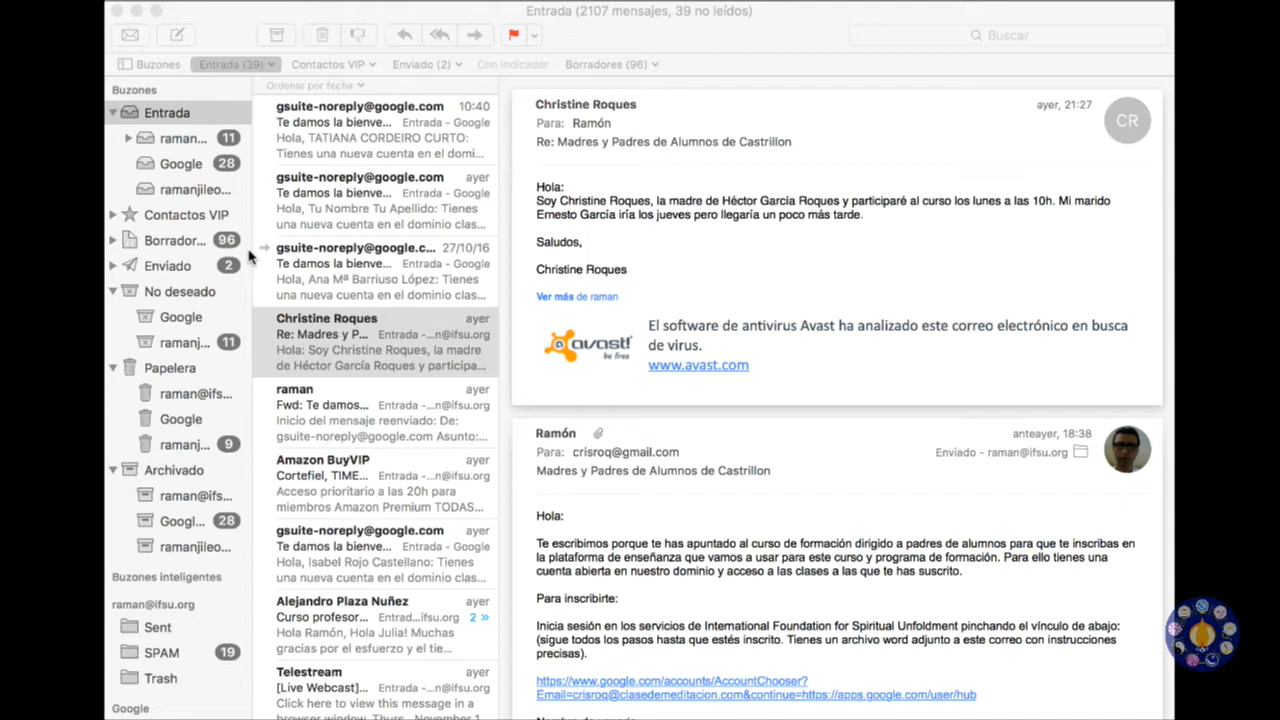 Entrada (2107 mensajes, 39 no leídos)
Buscar
Buzones
Entrada (39)
Contactos VIP
Enviado (2)
Con indicador
Borradores (96)
Buzones
Entrada
raman... 11
Google 28
ramanjileo...
Contactos VIP
Borrador... 96
Enviado 2
No deseado
Google
ramanj... 11
Papelera
raman@ifs...
Google
ramanj... 9
Archivado
raman@ifs...
Googl... 28
ramanjileo...
Buzones inteligentes
raman@ifsu.org
Sent
SPAM 19
Trash
Google
Ordenar por fecha
gsuite-noreply@google.com 10:40
Te damos la bienve... Entrada - Google
Hola, TATIANA CORDEIRO CURTO:
Tienes una nueva cuenta en el domi...
gsuite-noreply@google.com ayer
Te damos la bienve... Entrada - Google
Hola, Tu Nombre Tu Apellido: Tienes
una nueva cuenta en el dominio clas...
gsuite-noreply@google.c... 27/10/16
Te damos la bienve... Entrada - Google
Hola, Ana Mª Barriuso López: Tienes
una nueva cuenta en el dominio clas...
Christine Roques ayer
Re: Madres y P... Entrada -...n@ifsu.org
Hola: Soy Christine Roques, la madre
de Héctor García Roques y participa...
raman ayer
Fwd: Te damos... Entrada -...n@ifsu.org
Inicio del mensaje reenviado: De:
gsuite-noreply@google.com Asunto:...
Amazon BuyVIP ayer
Cortefiel, TIME... Entrada -...n@ifsu.org
Acceso prioritario a las 20h para
miembros Amazon Premium TODAS...
gsuite-noreply@google.com ayer
Te damos la bienve... Entrada - Google
Hola, Isabel Rojo Castellano: Tienes
una nueva cuenta en el dominio clas...
Alejandro Plaza Nuñez ayer
Curso profesor... Entrad...ifsu.org 2 »
Hola Ramón, Hola Julia! Muchas
gracias por el esfuerzo y el tie...
Telestream ayer
[Live Webcast]... Entrada -...n@ifsu.org
Click here to view this message in a
browser window. Thurs., November 1
Christine Roques ayer, 21:27
CR
Para: Ramón
Re: Madres y Padres de Alumnos de Castrillon
Hola:
Soy Christine Roques, la madre de Héctor García Roques y participaré al curso los lunes a las 10h. Mi marido
Ernesto García iría los jueves pero llegaría un poco más tarde.
Saludos,
Christine Roques
Ver más de raman
avast!
be free
El software de antivirus Avast ha analizado este correo electrónico en busca
de virus.
www.avast.com
Ramón anteayer, 18:38
Para: crisroq@gmail.com Enviado - raman@ifsu.org
Madres y Padres de Alumnos de Castrillon
Hola:
Te escribimos porque te has apuntado al curso de formación dirigido a padres de alumnos para que te inscribas en
la plataforma de enseñanza que vamos a usar para este curso y programa de formación. Para ello tienes una
cuenta abierta en nuestro dominio y acceso a las clases a las que te has suscrito.
Para inscribirte:
Inicia sesión en los servicios de International Foundation for Spiritual Unfoldment pinchando el vínculo de abajo:
(sigue todos los pasos hasta que estés inscrito. Tienes un archivo word adjunto a este correo con instrucciones
precisas).
https://www.google.com/accounts/AccountChooser?
Email=crisroq@clasedemeditacion.com&continue=https://apps.google.com/user/hub